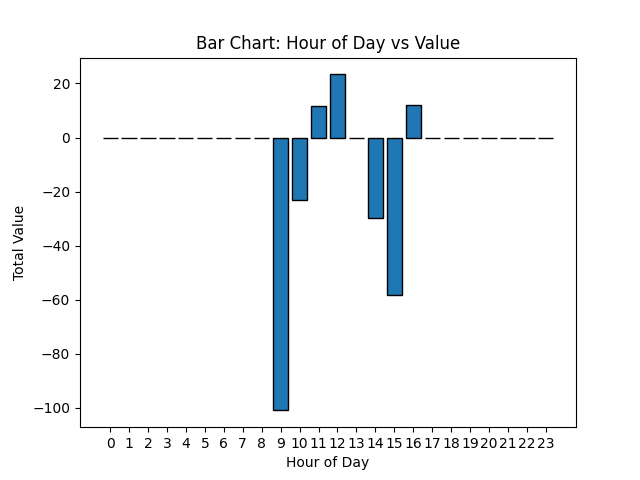 Bar Chart: Hour of Day vs Value
20
0
−20
−40
−60
−80
−100
Total Value
0 1 2 3 4 5 6 7 8 9 10 11 12 13 14 15 16 17 18 19 20 21 22 23
Hour of Day